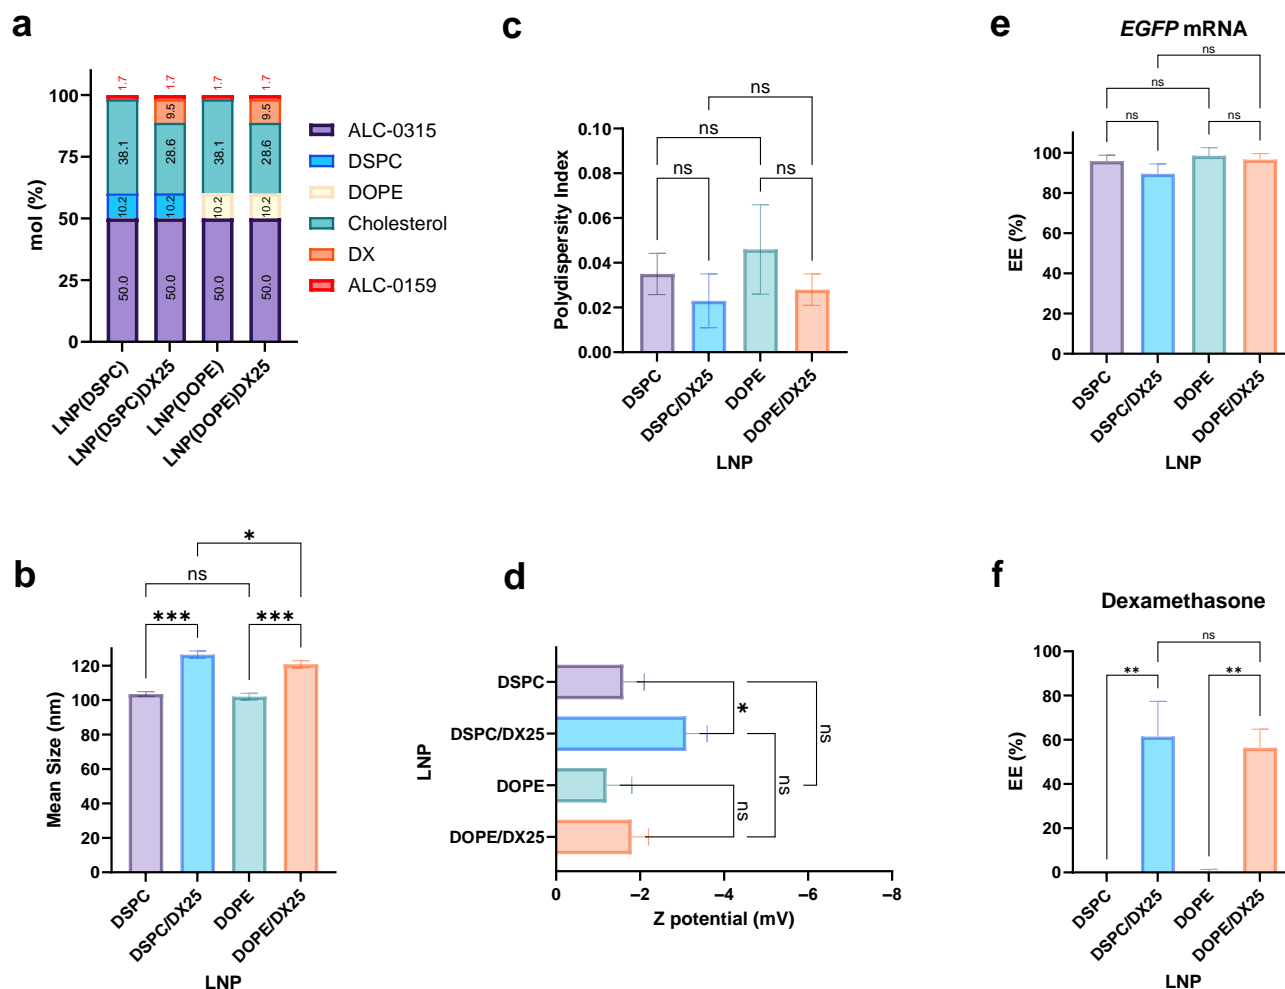 a
1.7
1.7
1.7
1.7
100
75
50
25
0
mol (%)
38.1
10.2
50.0
9.5
28.6
10.2
50.0
38.1
10.2
50.0
9.5
28.6
10.2
50.0
LNP(DSPC)
LNP(DSPC)DX25
LNP(DOPE)
LNP(DOPE)DX25
ALC-0315
DSPC
DOPE
Cholesterol
DX
ALC-0159
b
*
ns
***
***
120
100
80
60
40
20
0
Mean Size (nm)
DSPC
DSPC/DX25
DOPE
DOPE/DX25
LNP
c
ns
ns
ns
ns
0.10
0.08
0.06
0.04
0.02
0.00
Polydispersity Index
DSPC
DSPC/DX25
DOPE
DOPE/DX25
LNP
d
DSPC
DSPC/DX25
DOPE
DOPE/DX25
LNP
*
ns
ns
ns
0
−2
−4
−6
−8
Z potential (mV)
e
EGFP mRNA
ns
ns
ns
ns
100
80
60
40
20
0
EE (%)
DSPC
DSPC/DX25
DOPE
DOPE/DX25
LNP
f
Dexamethasone
ns
**
**
100
80
60
40
20
0
EE (%)
DSPC
DSPC/DX25
DOPE
DOPE/DX25
LNP